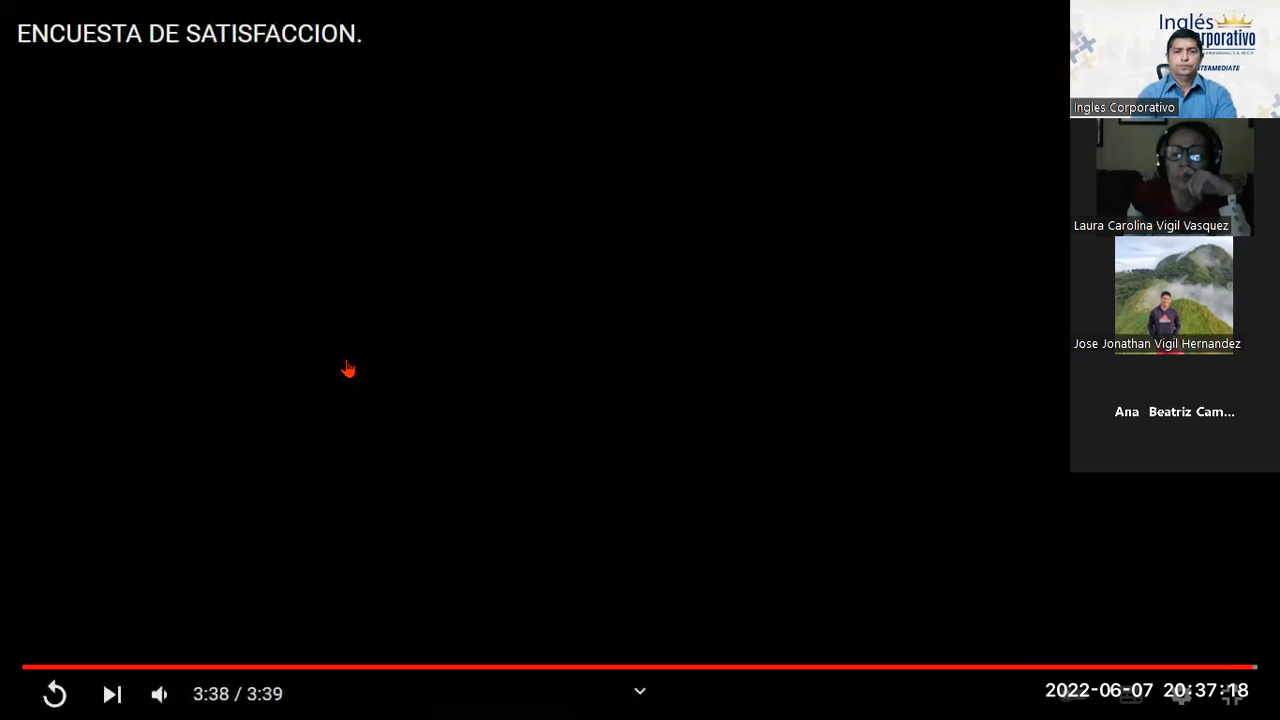 ENCUESTA DE SATISFACCION.
Inglés
Corporativo
INTERMEDIATE
Ingles Corporativo
Laura Carolina Vigil Vasquez
Jose Jonathan Vigil Hernandez
Ana Beatriz Cam...
3:38 / 3:39
2022-06-07 20:37:18